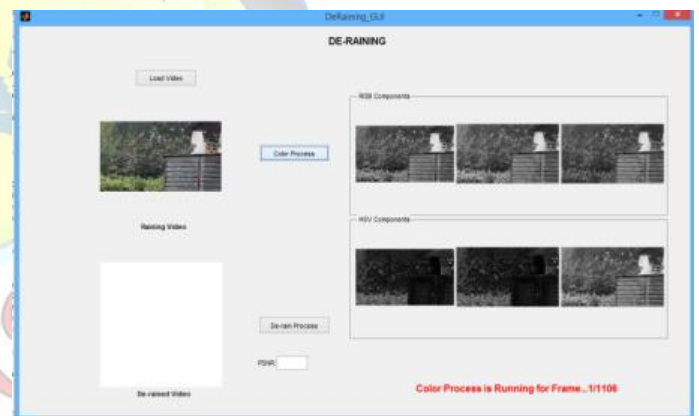 DeRaining_GUI
DE-RAINING
Load Video
RGB Components
Color Process
Raining Video
HSV Components
De-rain Process
PSNR
De-rained Video
Color Process is Running for Frame...1/1106